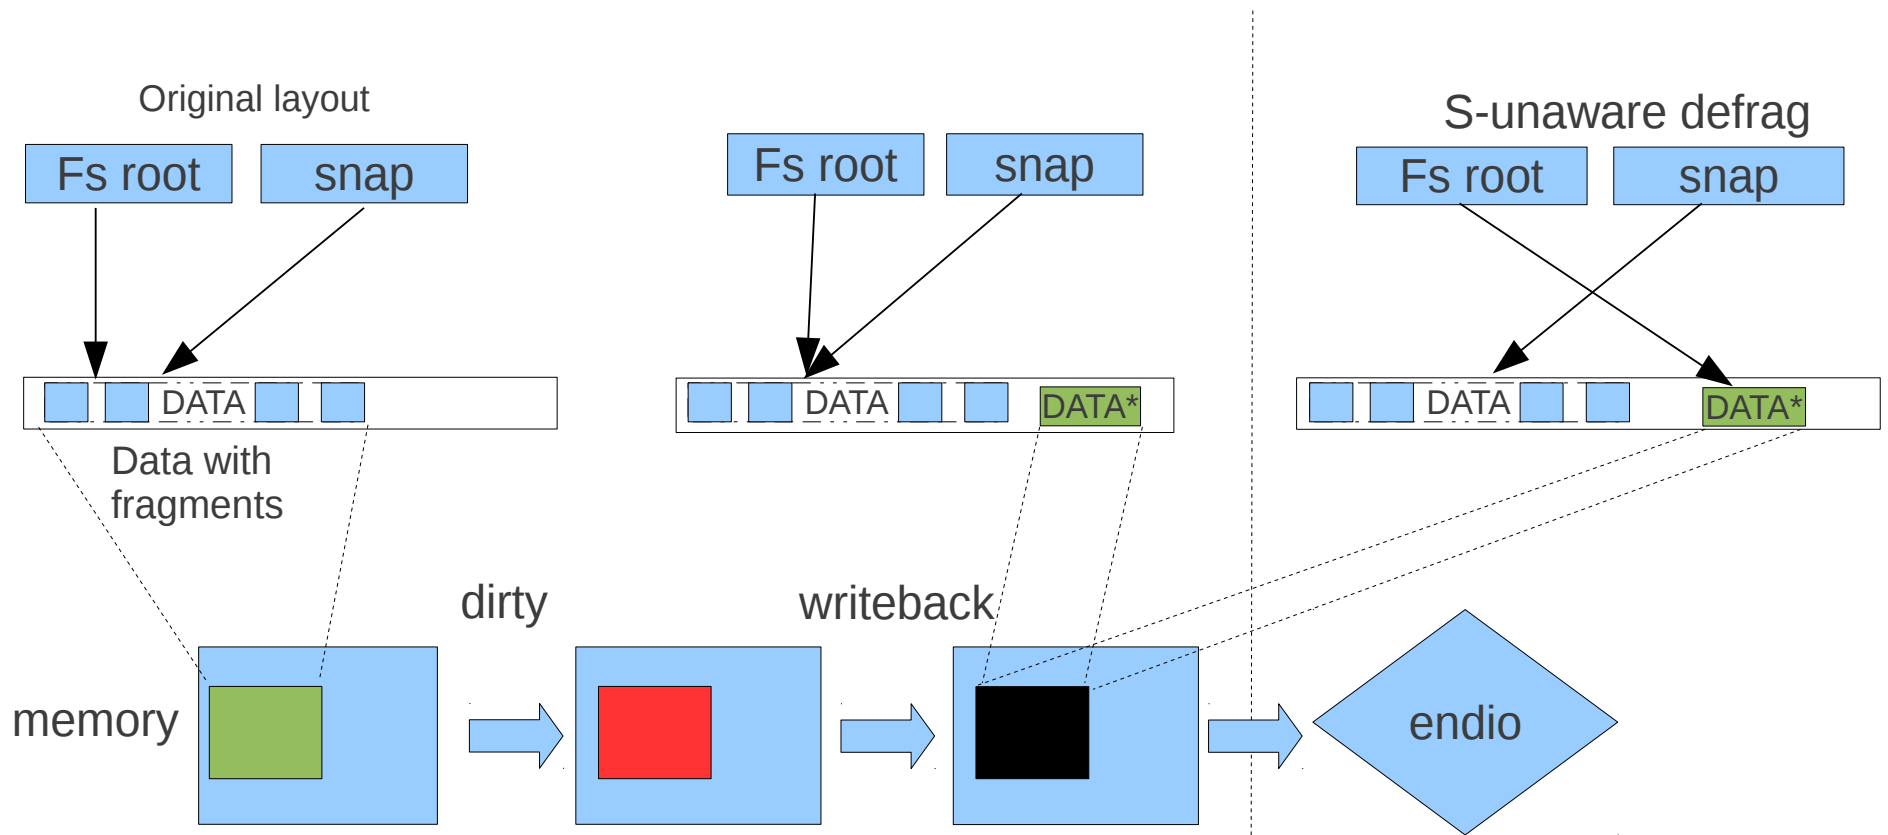 Original layout
S-unaware defrag
Fs root
snap
Fs root
snap
Fs root
snap
DATA
DATA
DATA*
DATA
DATA*
Data with
fragments
dirty
writeback
memory
endio